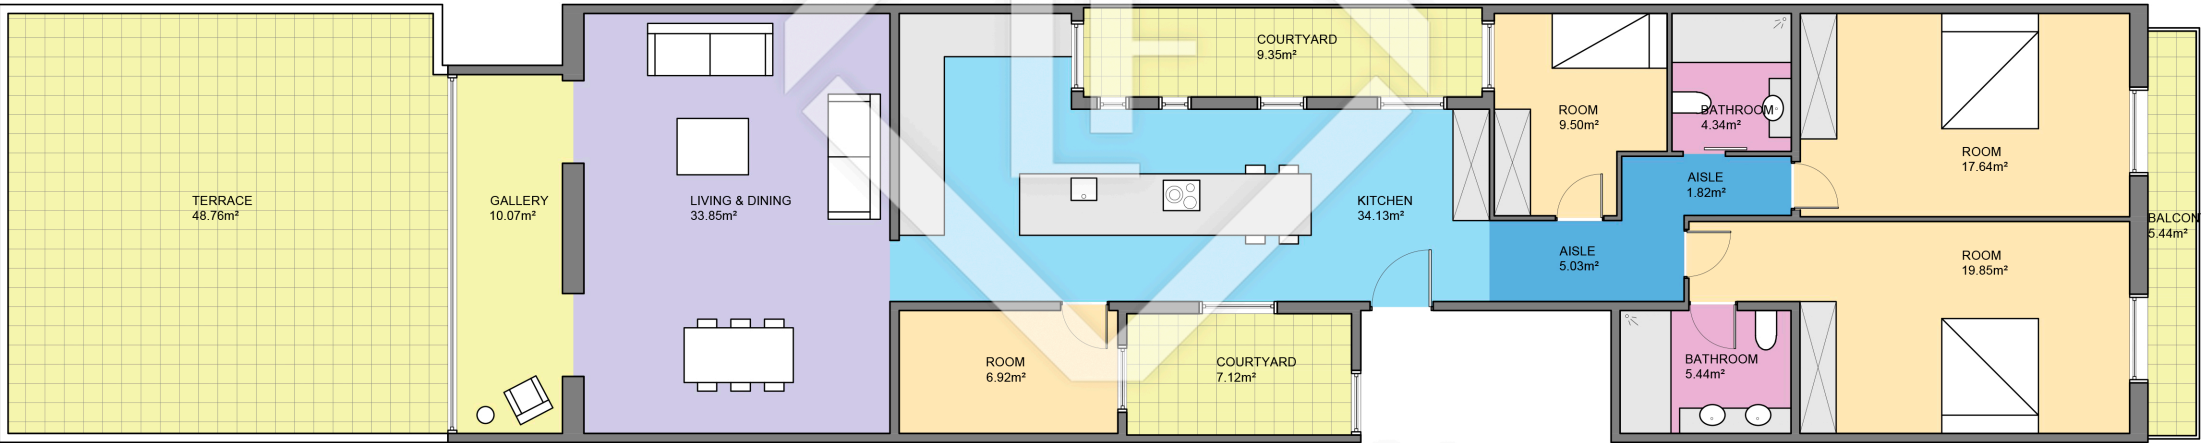 TERRACE
48.76m²
GALLERY
10.07m²
LIVING & DINING
33.85m²
COURTYARD
9.35m²
KITCHEN
34.13m²
ROOM
9.50m²
BATHROOM
4.34m²
AISLE
1.82m²
ROOM
17.64m²
BALCON
5.44m²
AISLE
5.03m²
ROOM
19.85m²
ROOM
6.92m²
COURTYARD
7.12m²
BATHROOM
5.44m²